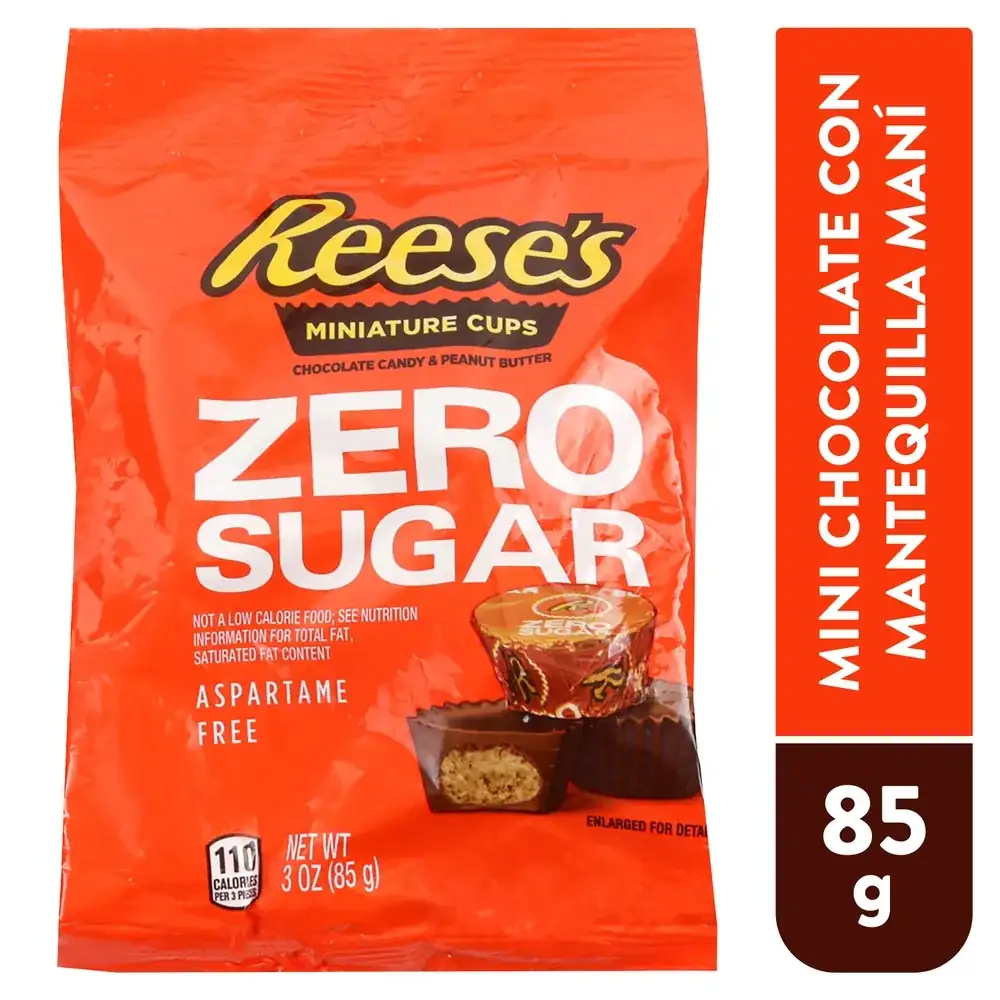 Reese's
MINIATURE CUPS
CHOCOLATE CANDY & PEANUT BUTTER
ZERO
SUGAR
NOT A LOW CALORIE FOOD; SEE NUTRITION
INFORMATION FOR TOTAL FAT,
SATURATED FAT CONTENT
ASPARTAME
FREE
ZERO
SUGAR
ENLARGED FOR
110
CALORIES
PER 3 PIECES
NET WT
3 OZ (85 g)
MINI CHOCOLATE CON
MANTEQUILLA MANÍ
85
g